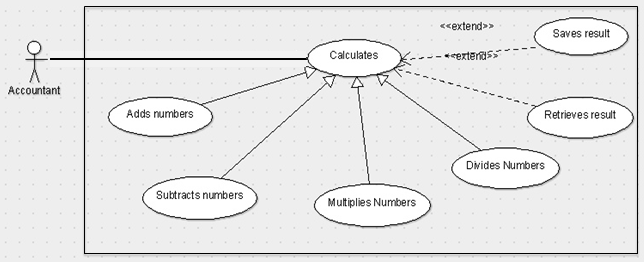 <<extend>>
Saves result
Calculates
<<extend>>
Accountant
Adds numbers
Retrieves result
Divides Numbers
Subtracts numbers
Multiplies Numbers